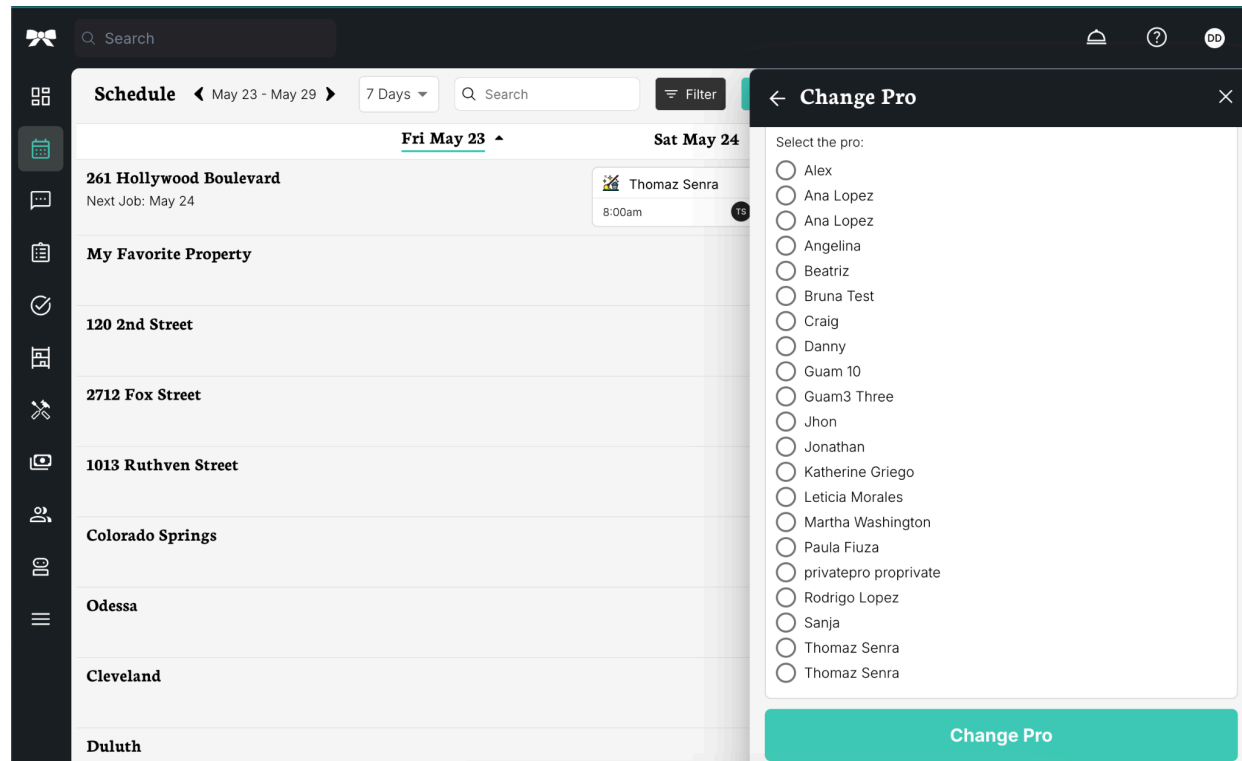 Search
DD
Schedule
May 23 - May 29
7 Days
Search
Filter
Fri May 23
Sat May 24
261 Hollywood Boulevard
Next Job: May 24
Thomaz Senra
8:00am
TS
My Favorite Property
120 2nd Street
2712 Fox Street
1013 Ruthven Street
Colorado Springs
Odessa
Cleveland
Duluth
Change Pro
Select the pro:
Alex
Ana Lopez
Ana Lopez
Angelina
Beatriz
Bruna Test
Craig
Danny
Guam 10
Guam3 Three
Jhon
Jonathan
Katherine Griego
Leticia Morales
Martha Washington
Paula Fiuza
privatepro proprivate
Rodrigo Lopez
Sanja
Thomaz Senra
Thomaz Senra
Change Pro